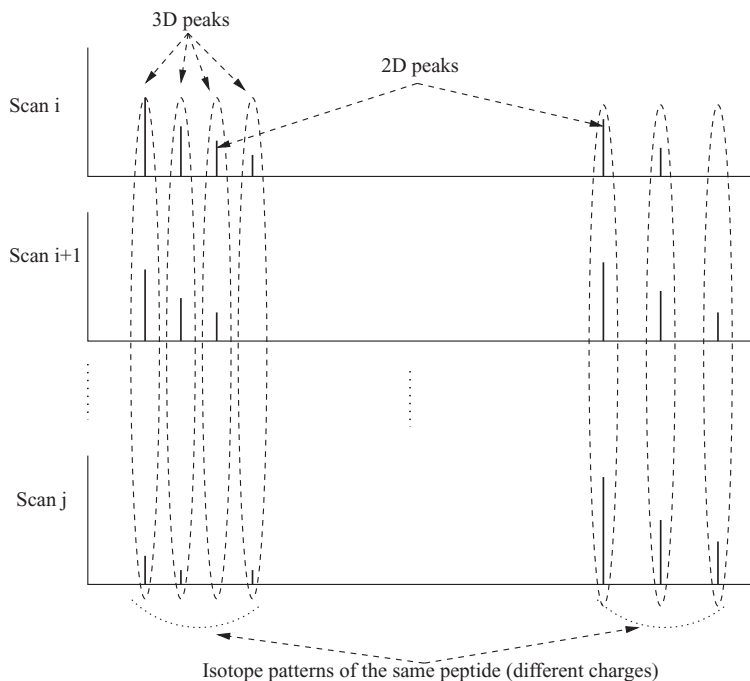 3D peaks
2D peaks
Scan i
Scan i+1
Scan j
Isotope patterns of the same peptide (different charges)